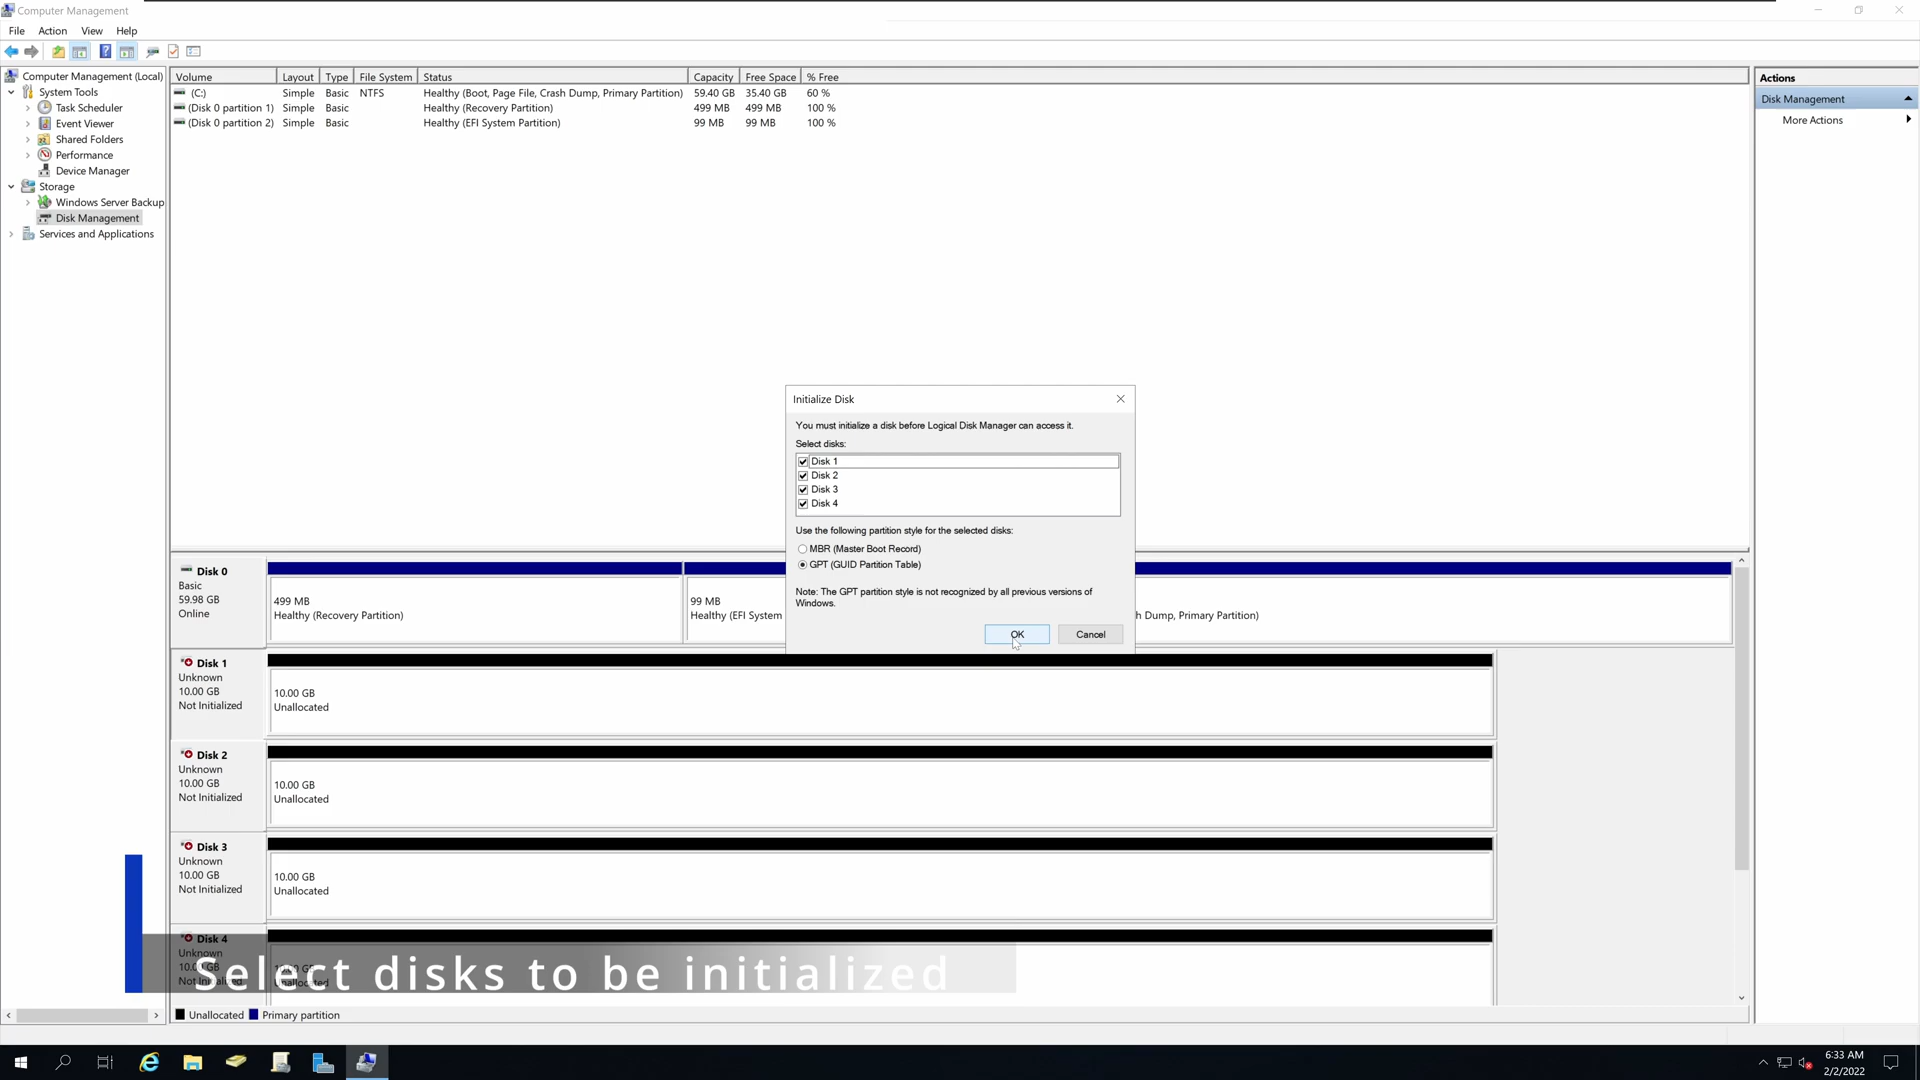 Computer Management
File Action View Help
Computer Management (Local)
System Tools
Task Scheduler
Event Viewer
Shared Folders
Performance
Device Manager
Storage
Windows Server Backup
Disk Management
Services and Applications
Volume Layout Type File System Status Capacity Free Space % Free
(C:) Simple Basic NTFS Healthy (Boot, Page File, Crash Dump, Primary Partition) 59.40 GB 35.40 GB 60 %
(Disk 0 partition 1) Simple Basic Healthy (Recovery Partition) 499 MB 499 MB 100 %
(Disk 0 partition 2) Simple Basic Healthy (EFI System Partition) 99 MB 99 MB 100 %
Actions
Disk Management
More Actions
Initialize Disk
You must initialize a disk before Logical Disk Manager can access it.
Select disks:
Disk 1
Disk 2
Disk 3
Disk 4
Use the following partition style for the selected disks:
MBR (Master Boot Record)
GPT (GUID Partition Table)
Note: The GPT partition style is not recognized by all previous versions of
Windows.
OK Cancel
Disk 0
Basic
59.98 GB
Online
499 MB
Healthy (Recovery Partition)
99 MB
Healthy (EFI System
h Dump, Primary Partition)
Disk 1
Unknown
10.00 GB
Not Initialized
10.00 GB
Unallocated
Disk 2
Unknown
10.00 GB
Not Initialized
10.00 GB
Unallocated
Disk 3
Unknown
10.00 GB
Not Initialized
10.00 GB
Unallocated
Disk 4
Unknown
Select disks to be initialized
Unallocated Primary partition
6:33 AM
2/2/2022